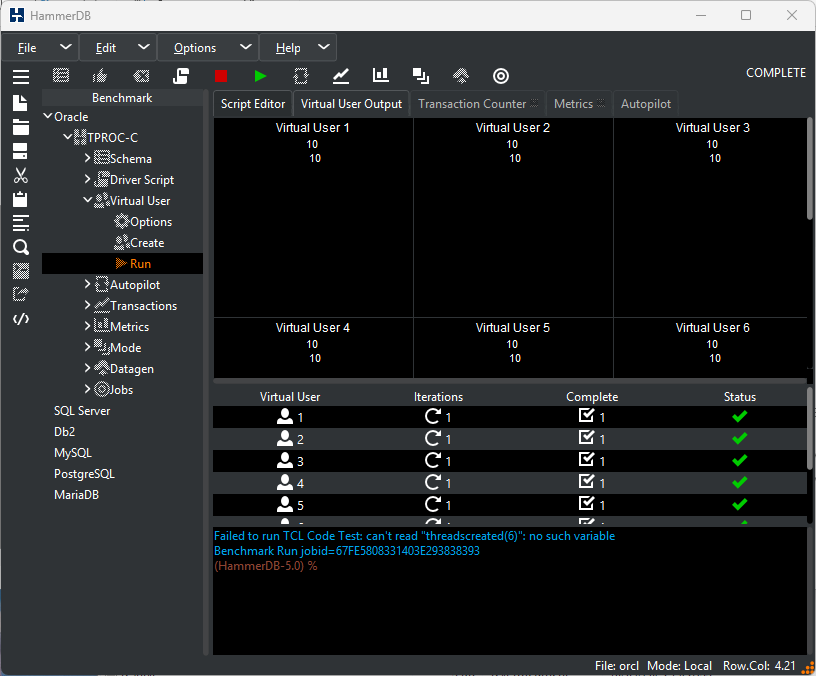 HammerDB
File Edit Options Help
COMPLETE
Benchmark
Script Editor Virtual User Output Transaction Counter Metrics Autopilot
Oracle
TPROC-C
Schema
Driver Script
Virtual User
Options
Create
Run
Autopilot
Transactions
Metrics
Mode
Datagen
Jobs
SQL Server
Db2
MySQL
PostgreSQL
MariaDB
Virtual User 1 Virtual User 2 Virtual User 3
10 10 10
10 10 10
Virtual User 4 Virtual User 5 Virtual User 6
10 10 10
10 10 10
Virtual User Iterations Complete Status
1 1 1
2 1 1
3 1 1
4 1 1
5 1 1
Failed to run TCL Code Test: can't read "threadscreated(6)": no such variable
Benchmark Run jobid=67FE5808331403E293838393
(HammerDB-5.0) %
File: orcl Mode: Local Row.Col: 4.21